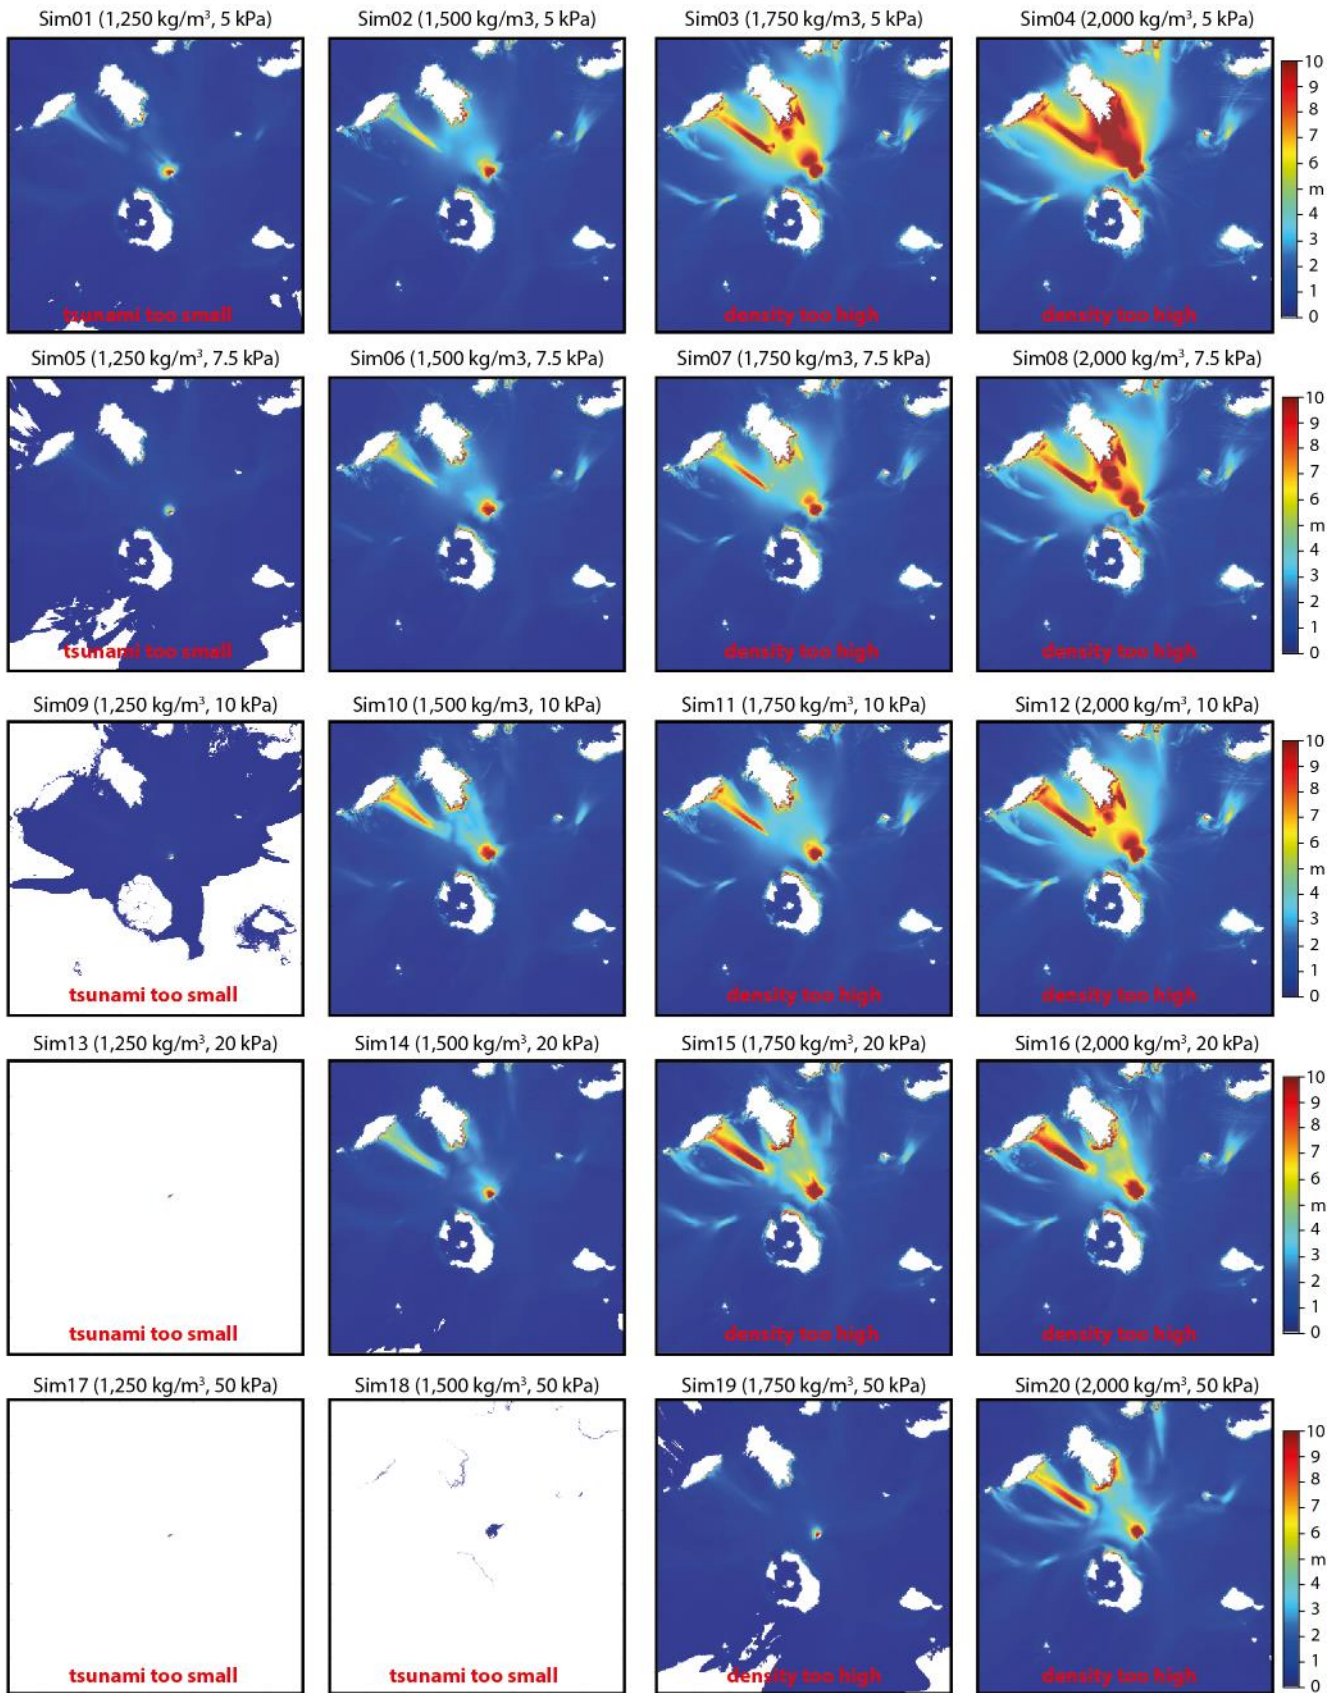 Sim01 (1,250 kg/m³, 5 kPa)
Sim02 (1,500 kg/m3, 5 kPa)
Sim03 (1,750 kg/m3, 5 kPa)
Sim04 (2,000 kg/m³, 5 kPa)
10
9
8
7
6
m
4
3
2
1
0
tsunami too small
density too high
density too high
Sim05 (1,250 kg/m³, 7.5 kPa)
Sim06 (1,500 kg/m3, 7.5 kPa)
Sim07 (1,750 kg/m3, 7.5 kPa)
Sim08 (2,000 kg/m³, 7.5 kPa)
10
9
8
7
6
m
4
3
2
1
0
tsunami too small
density too high
density too high
Sim09 (1,250 kg/m³, 10 kPa)
Sim10 (1,500 kg/m3, 10 kPa)
Sim11 (1,750 kg/m³, 10 kPa)
Sim12 (2,000 kg/m³, 10 kPa)
10
9
8
7
6
m
4
3
2
1
0
tsunami too small
density too high
density too high
Sim13 (1,250 kg/m³, 20 kPa)
Sim14 (1,500 kg/m³, 20 kPa)
Sim15 (1,750 kg/m³, 20 kPa)
Sim16 (2,000 kg/m³, 20 kPa)
10
9
8
7
6
m
4
3
2
1
0
tsunami too small
density too high
density too high
Sim17 (1,250 kg/m³, 50 kPa)
Sim18 (1,500 kg/m³, 50 kPa)
Sim19 (1,750 kg/m³, 50 kPa)
Sim20 (2,000 kg/m³, 50 kPa)
10
9
8
7
6
m
4
3
2
1
0
tsunami too small
tsunami too small
density too high
density too high